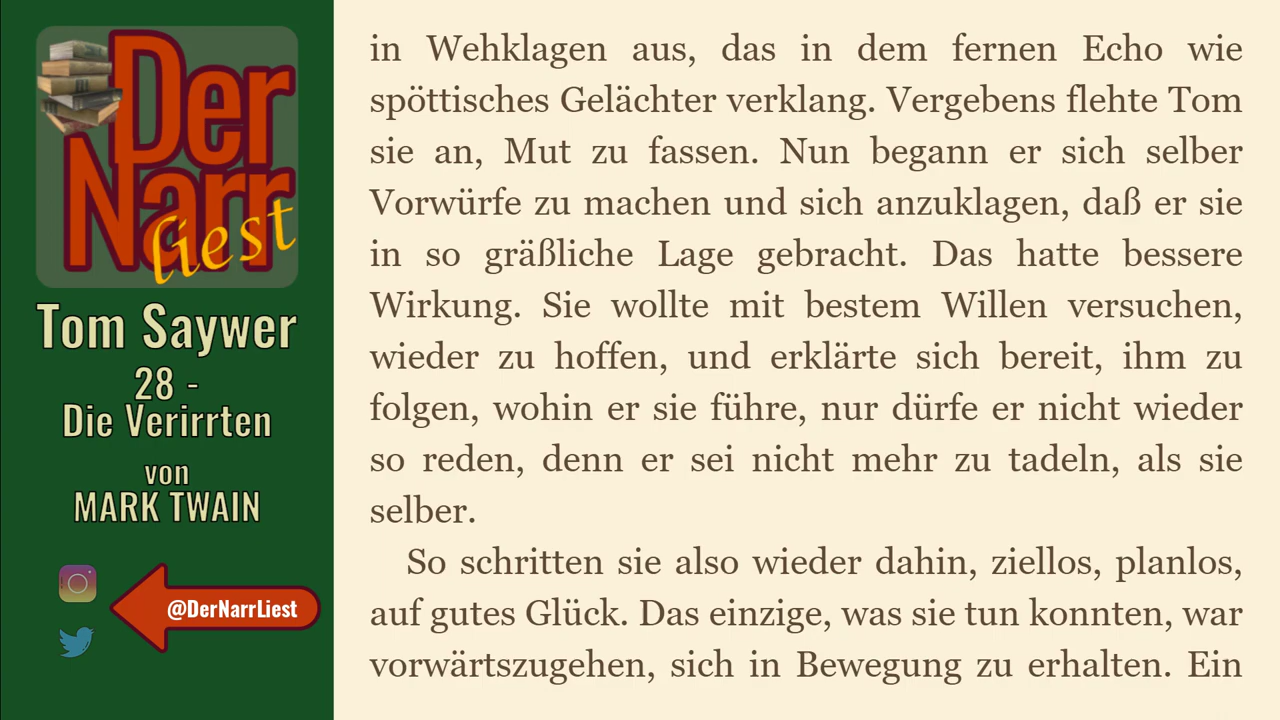 Der
Narr
liest
Tom Saywer
28 -
Die Verirrten
von
MARK TWAIN
@DerNarrLiest
in Wehklagen aus, das in dem fernen Echo wie
spöttisches Gelächter verklang. Vergebens flehte Tom
sie an, Mut zu fassen. Nun begann er sich selber
Vorwürfe zu machen und sich anzuklagen, daß er sie
in so gräßliche Lage gebracht. Das hatte bessere
Wirkung. Sie wollte mit bestem Willen versuchen,
wieder zu hoffen, und erklärte sich bereit, ihm zu
folgen, wohin er sie führe, nur dürfe er nicht wieder
so reden, denn er sei nicht mehr zu tadeln, als sie
selber.
So schritten sie also wieder dahin, ziellos, planlos,
auf gutes Glück. Das einzige, was sie tun konnten, war
vorwärtszugehen, sich in Bewegung zu erhalten. Ein